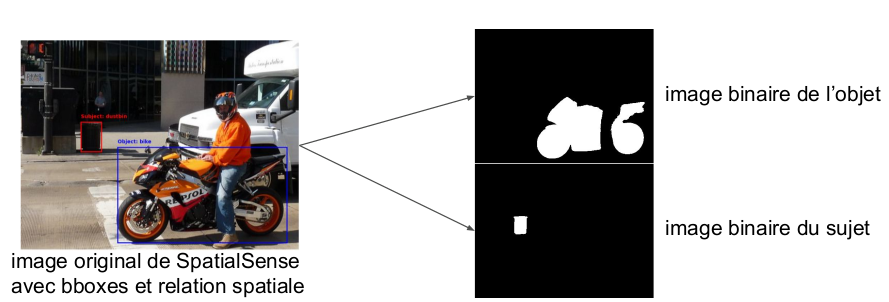 Subject: dustbin
Object: bike
REPSOL
image original de SpatialSense
avec bboxes et relation spatiale
image binaire de l'objet
image binaire du sujet